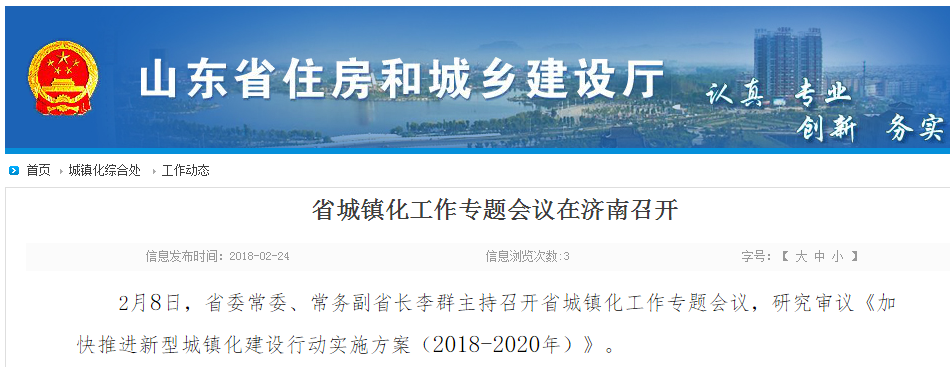 山东省住房和城乡建设厅
认真 专业
创新 务实
首页 城镇化综合处 工作动态
省城镇化工作专题会议在济南召开
信息发布时间：2018-02-24 信息浏览次数:3 字号：【 大 中 小 】
2月8日，省委常委、常务副省长李群主持召开省城镇化工作专题会议，研究审议《加
快推进新型城镇化建设行动实施方案（2018-2020年）》。